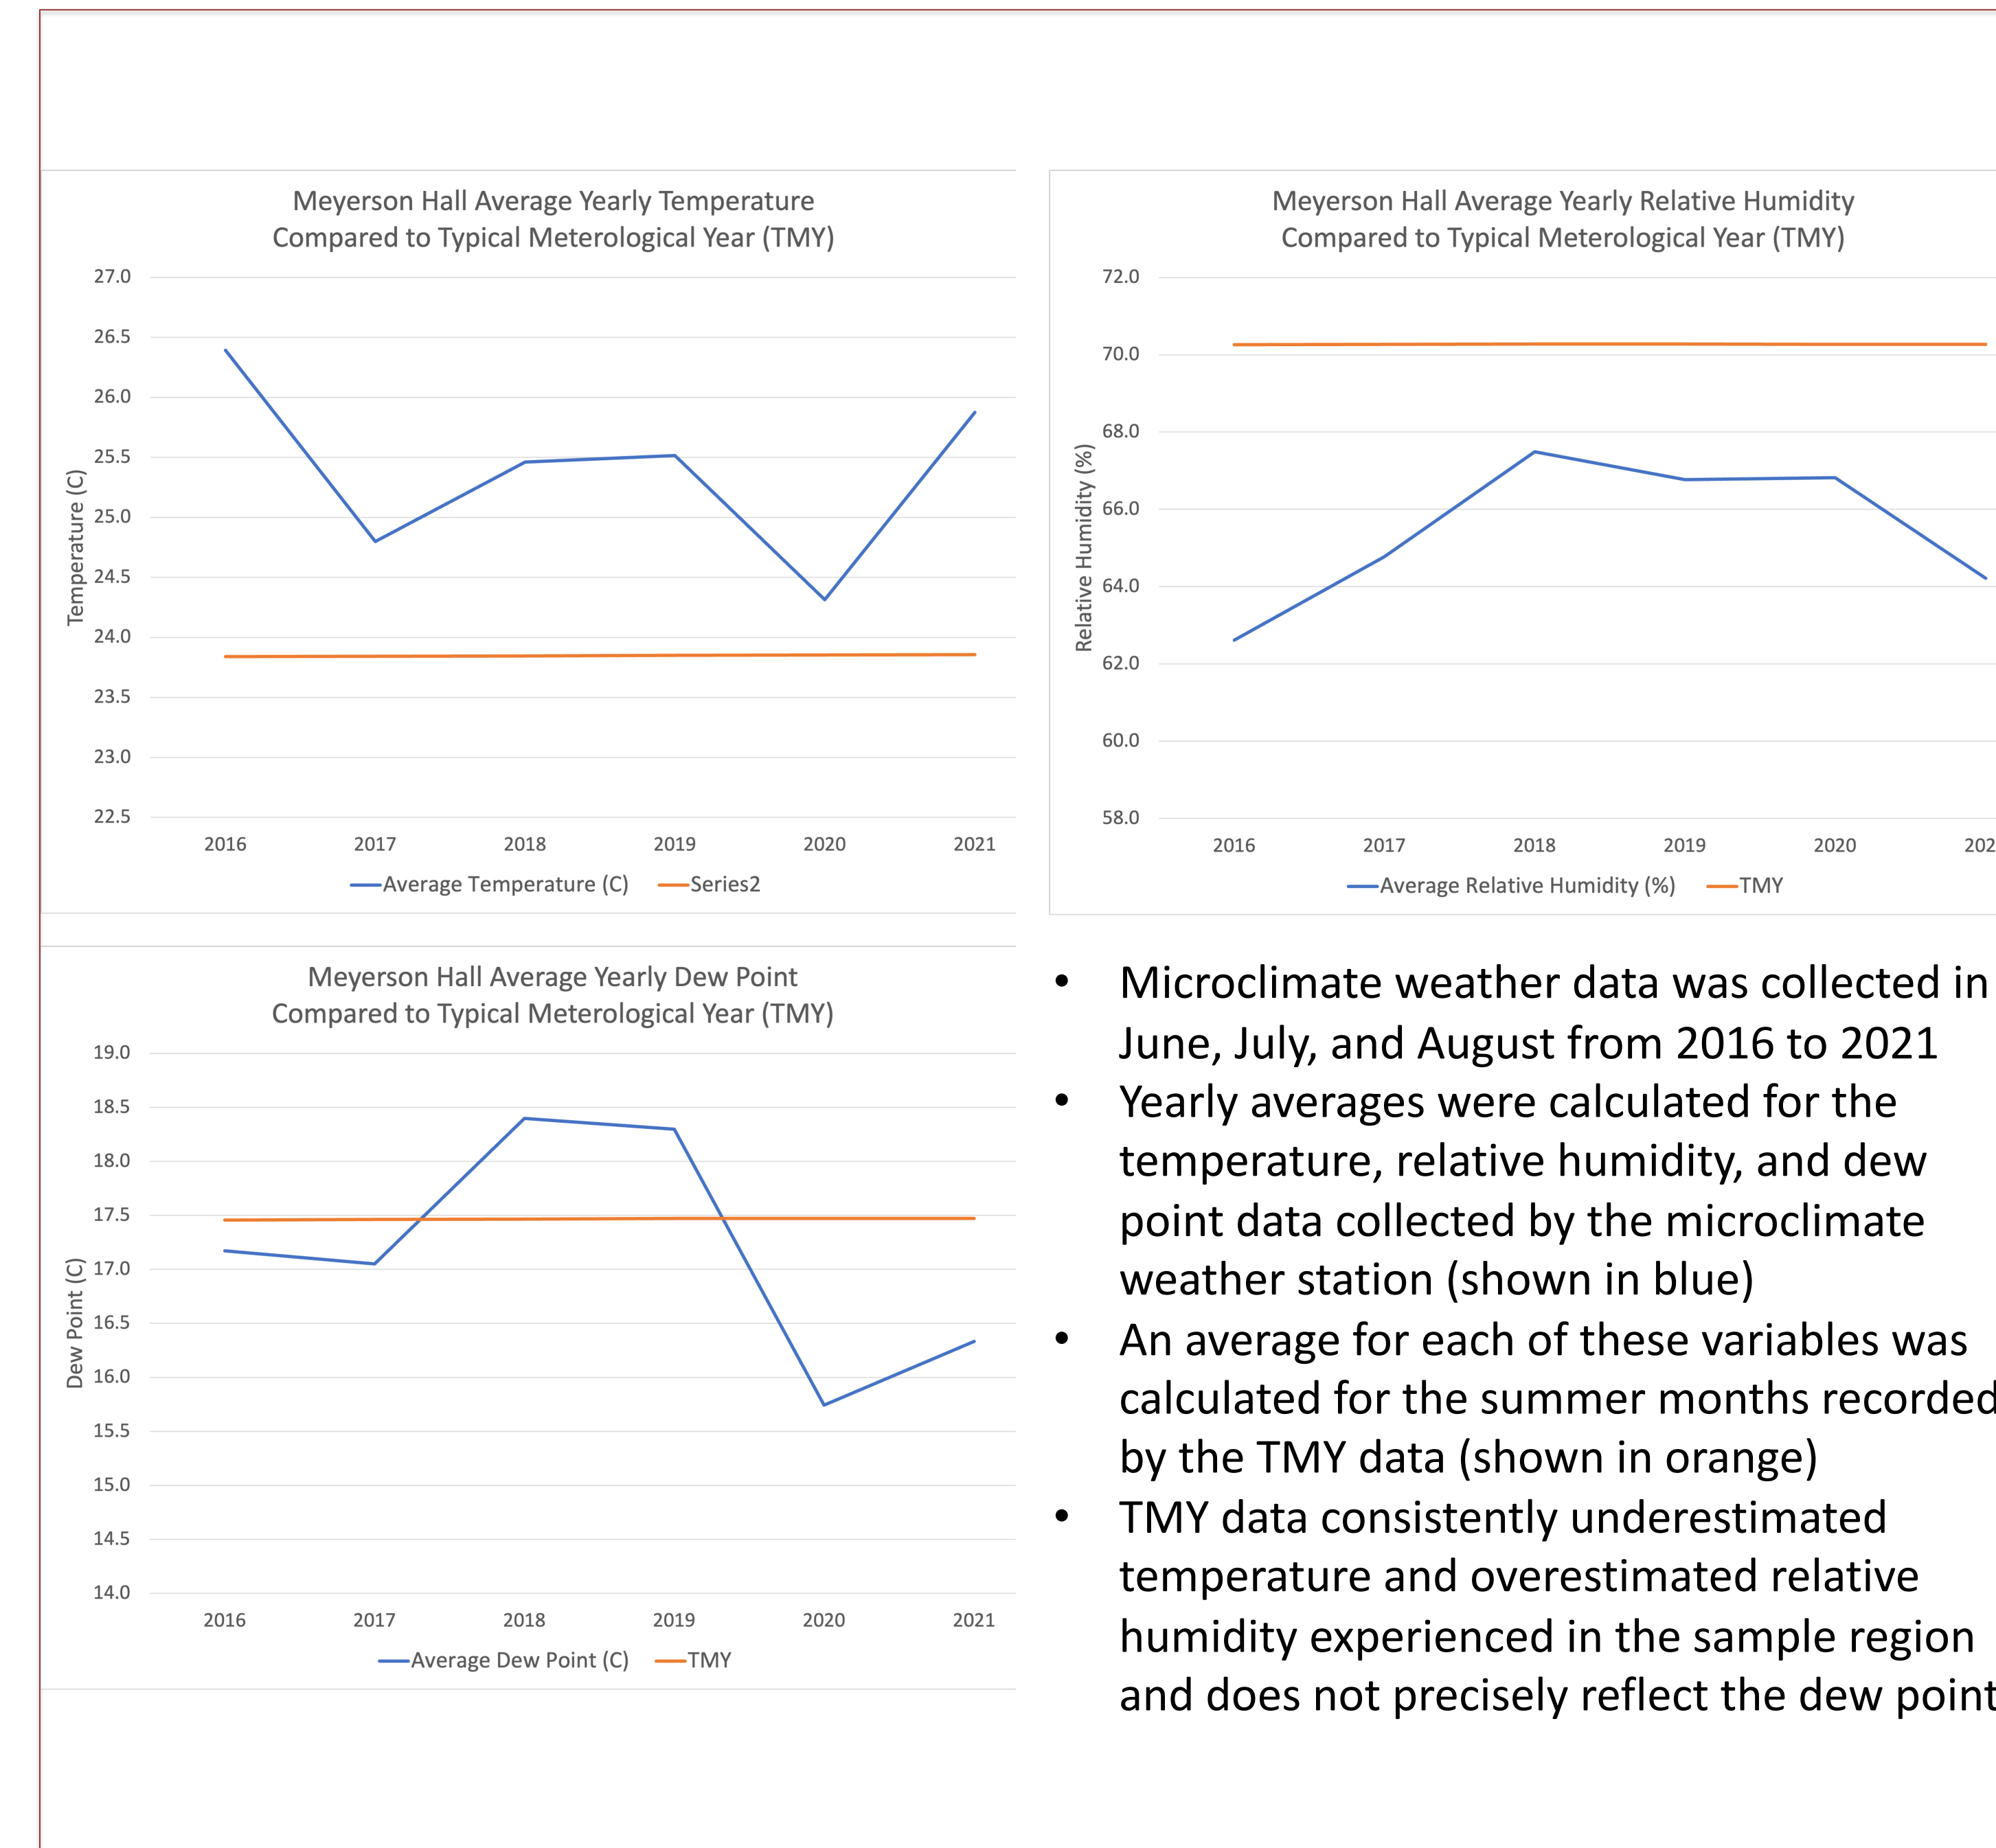 Meyerson Hall Average Yearly Temperature
Compared to Typical Meterological Year (TMY)
27.0
26.5
26.0
25.5
25.0
24.5
24.0
23.5
23.0
22.5
Temperature (C)
2016 2017 2018 2019 2020 2021
Average Temperature (C) Series2
Meyerson Hall Average Yearly Relative Humidity
Compared to Typical Meterological Year (TMY)
72.0
70.0
68.0
66.0
64.0
62.0
60.0
58.0
Relative Humidity (%)
2016 2017 2018 2019 2020 202
Average Relative Humidity (%) TMY
Meyerson Hall Average Yearly Dew Point
Compared to Typical Meterological Year (TMY)
19.0
18.5
18.0
17.5
17.0
16.5
16.0
15.5
15.0
14.5
14.0
Dew Point (C)
2016 2017 2018 2019 2020 2021
Average Dew Point (C) TMY
• Microclimate weather data was collected in
June, July, and August from 2016 to 2021
• Yearly averages were calculated for the
temperature, relative humidity, and dew
point data collected by the microclimate
weather station (shown in blue)
• An average for each of these variables was
calculated for the summer months recorded
by the TMY data (shown in orange)
• TMY data consistently underestimated
temperature and overestimated relative
humidity experienced in the sample region
and does not precisely reflect the dew point